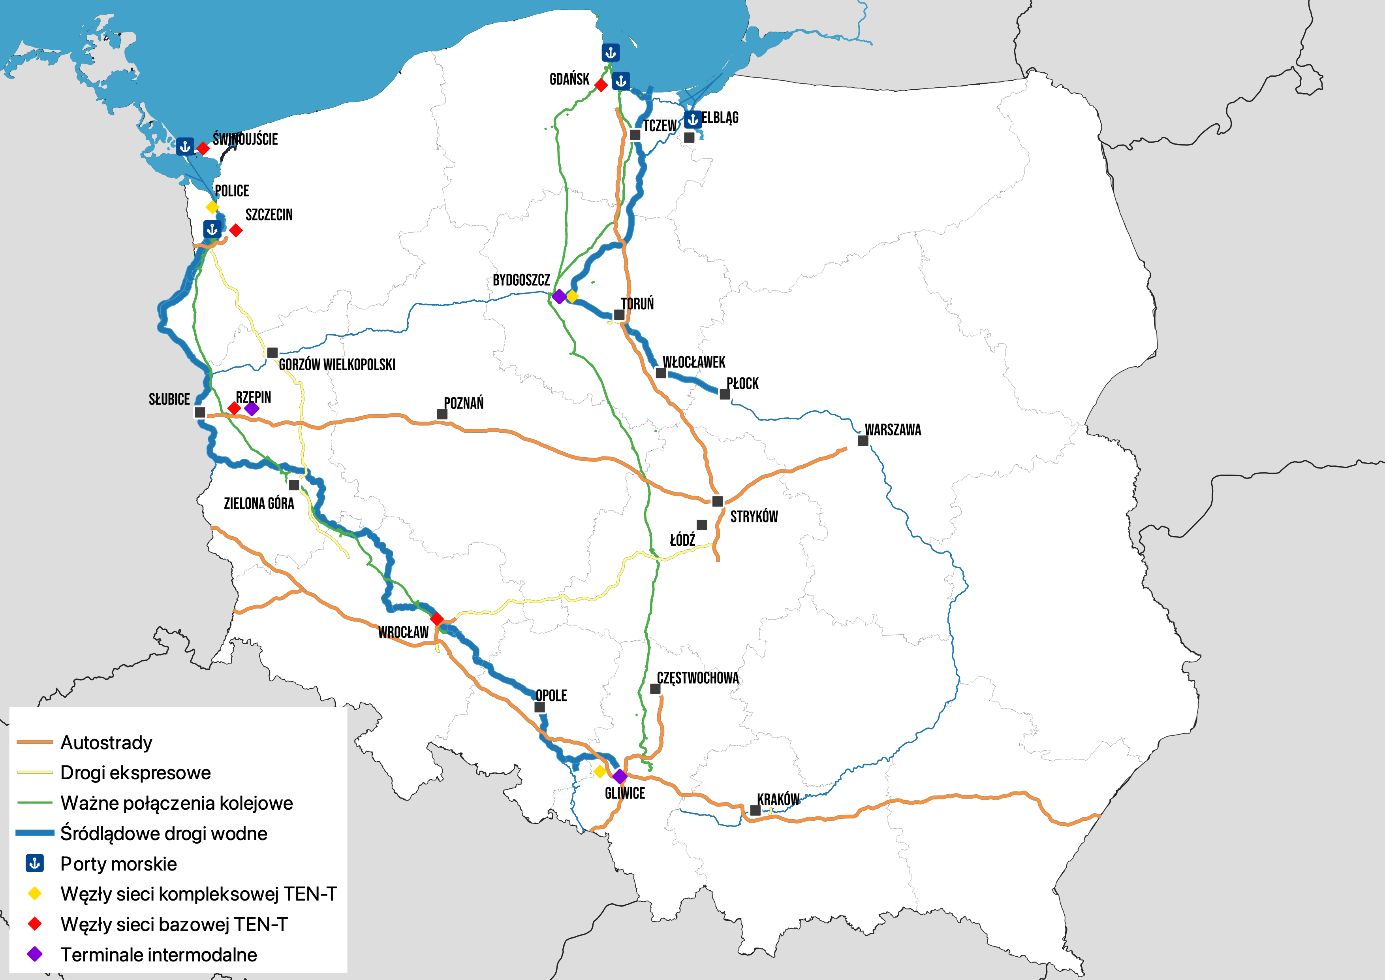 GDAŃSK
TCZEW
ELBLĄG
ŚWINOUJŚCIE
POLICE
SZCZECIN
BYDGOSZCZ
TORUŃ
GORZÓW WIELKOPOLSKI
WŁOCŁAWEK
PŁOCK
SŁUBICE
RZEPIN
POZNAŃ
WARSZAWA
ZIELONA GÓRA
STRYKÓW
ŁÓDŹ
WROCŁAW
CZĘSTWOCHOWA
OPOLE
GLIWICE
KRAKÓW
Autostrady
Drogi ekspresowe
Ważne połączenia kolejowe
Śródlądowe drogi wodne
Porty morskie
Węzły sieci kompleksowej TEN-T
Węzły sieci bazowej TEN-T
Terminale intermodalne